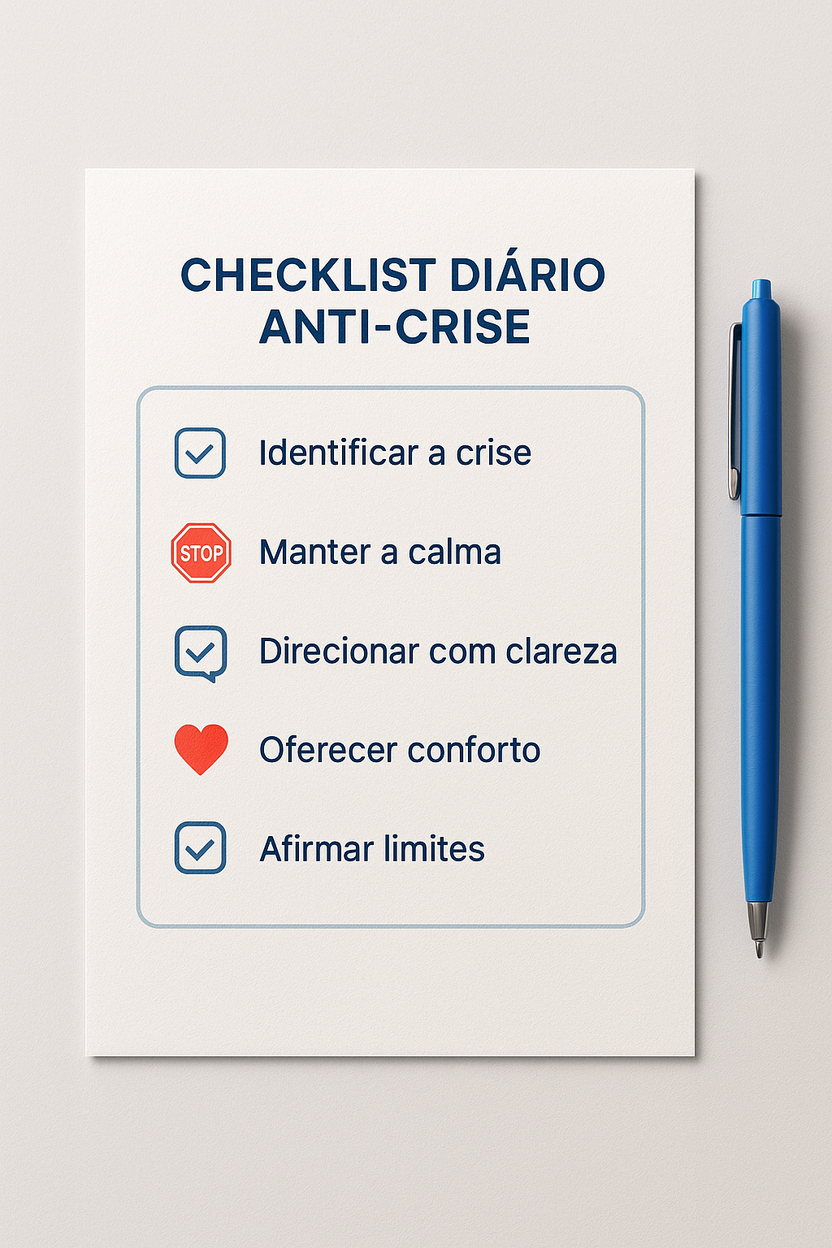 CHECKLIST DIÁRIO
ANTI-CRISE
Identificar a crise
STOP
Manter a calma
Direcionar com clareza
Oferecer conforto
Afirmar limites